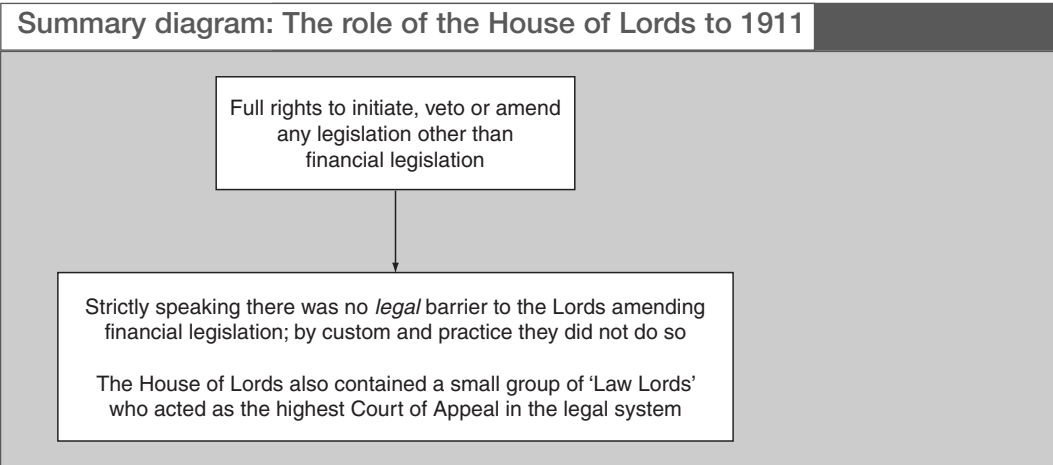 Summary diagram: The role of the House of Lords to 1911
Full rights to initiate, veto or amend
any legislation other than
financial legislation
Strictly speaking there was no legal barrier to the Lords amending
financial legislation; by custom and practice they did not do so
The House of Lords also contained a small group of ‘Law Lords’
who acted as the highest Court of Appeal in the legal system